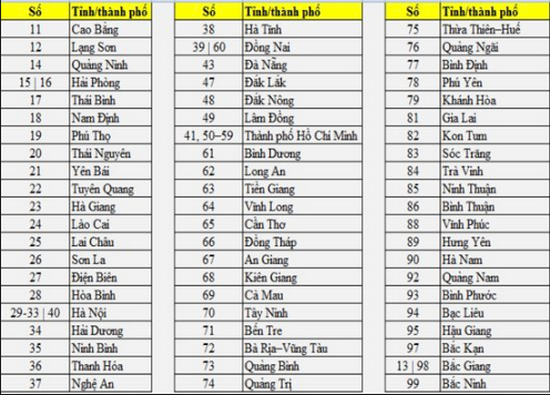 Số Tỉnh/thành phố
11 Cao Bằng
12 Lạng Sơn
14 Quảng Ninh
15 | 16 Hải Phòng
17 Thái Bình
18 Nam Định
19 Phú Thọ
20 Thái Nguyên
21 Yên Bái
22 Tuyên Quang
23 Hà Giang
24 Lào Cai
25 Lai Châu
26 Sơn La
27 Điện Biên
28 Hòa Bình
29-33 | 40 Hà Nội
34 Hải Dương
35 Ninh Bình
36 Thanh Hóa
37 Nghệ An
Số Tỉnh/thành phố
38 Hà Tĩnh
39 | 60 Đồng Nai
43 Đà Nẵng
47 Đắk Lắk
48 Đắk Nông
49 Lâm Đồng
41, 50–59 Thành phố Hồ Chí Minh
61 Bình Dương
62 Long An
63 Tiền Giang
64 Vĩnh Long
65 Cần Thơ
66 Đồng Tháp
67 An Giang
68 Kiên Giang
69 Cà Mau
70 Tây Ninh
71 Bến Tre
72 Bà Rịa–Vũng Tàu
73 Quảng Bình
74 Quảng Trị
Số Tỉnh/thành phố
75 Thừa Thiên–Huế
76 Quảng Ngãi
77 Bình Định
78 Phú Yên
79 Khánh Hòa
81 Gia Lai
82 Kon Tum
83 Sóc Trăng
84 Trà Vinh
85 Ninh Thuận
86 Bình Thuận
88 Vĩnh Phúc
89 Hưng Yên
90 Hà Nam
92 Quảng Nam
93 Bình Phước
94 Bạc Liêu
95 Hậu Giang
97 Bắc Kạn
13 | 98 Bắc Giang
99 Bắc Ninh